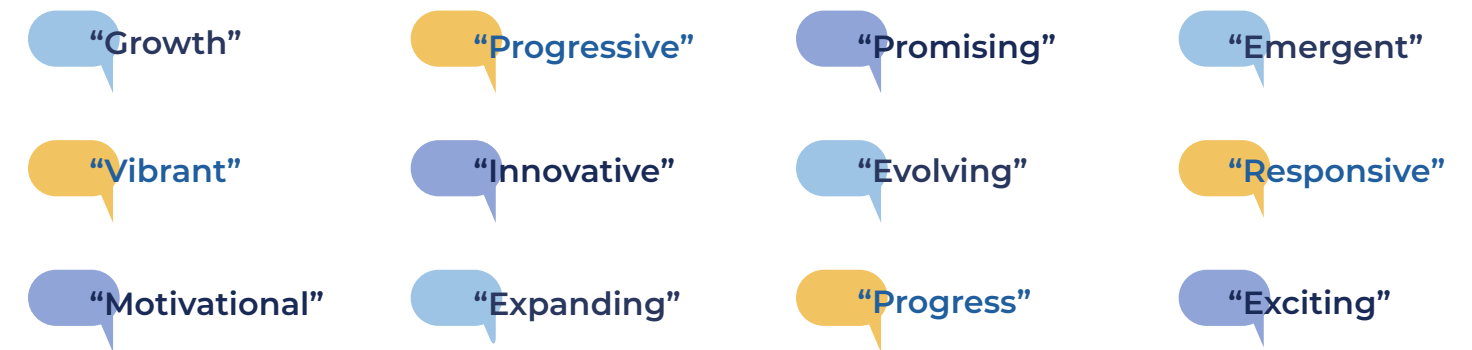 “Growth”
“Progressive”
“Promising”
“Emergent”
“Vibrant”
“Innovative”
“Evolving”
“Responsive”
“Motivational”
“Expanding”
“Progress”
“Exciting”